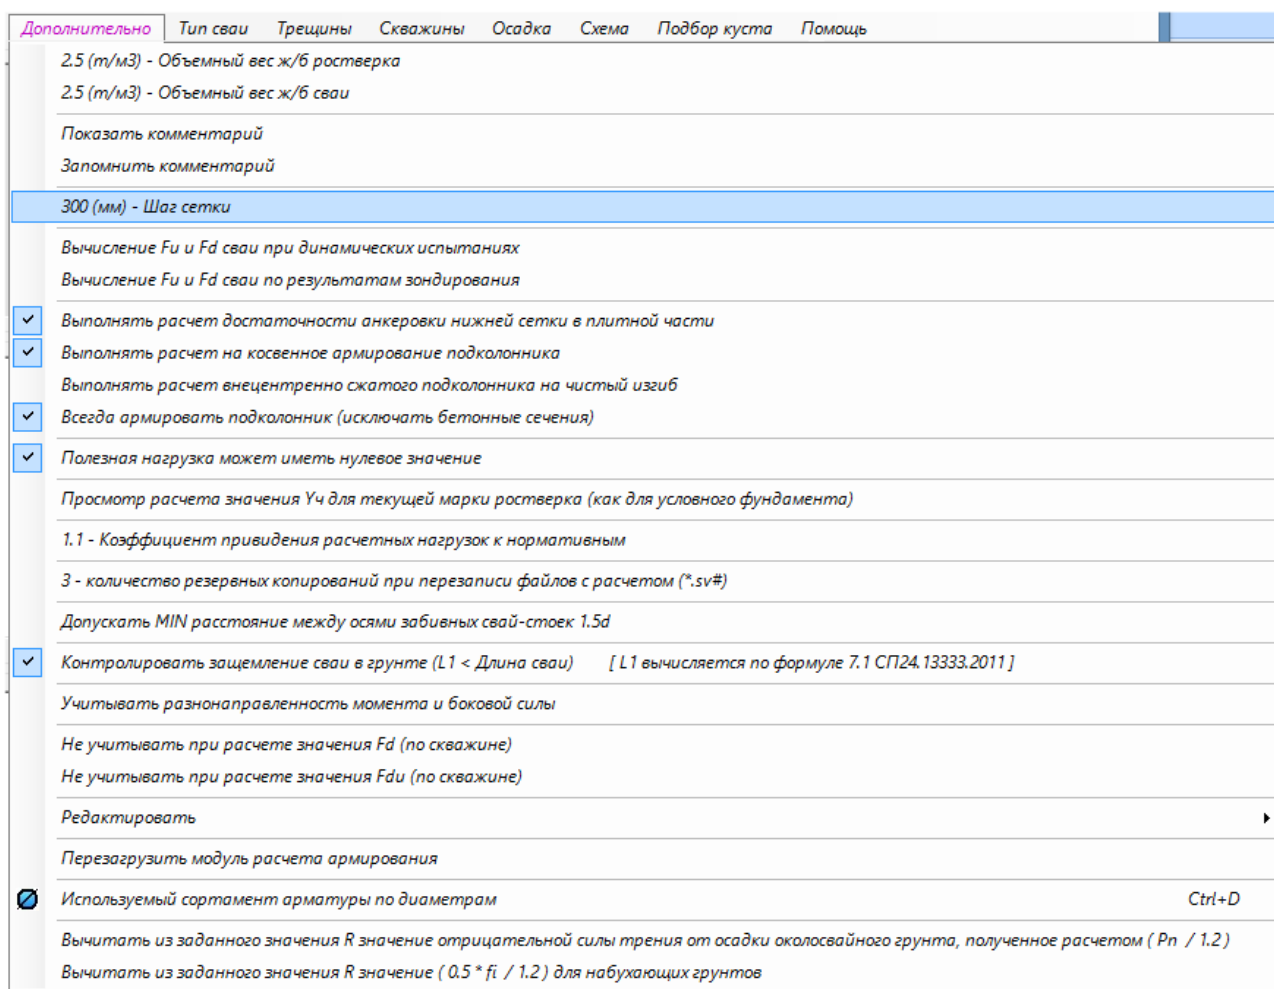 Дополнительно Тип сваи Трещины Скважины Осадка Схема Подбор куста Помощь
2.5 (т/м3) - Объемный вес ж/б ростверка
2.5 (т/м3) - Объемный вес ж/б сваи
Показать комментарий
Запомнить комментарий
300 (мм) - Шаг сетки
Вычисление Fu и Fd сваи при динамических испытаниях
Вычисление Fu и Fd сваи по результатам зондирования
Выполнять расчет достаточности анкеровки нижней сетки в плитной части
Выполнять расчет на косвенное армирование подколонника
Выполнять расчет внецентренно сжатого подколонника на чистый изгиб
Всегда армировать подколонник (исключать бетонные сечения)
Полезная нагрузка может иметь нулевое значение
Просмотр расчета значения Yч для текущей марки ростверка (как для условного фундамента)
1.1 - Коэффициент привидения расчетных нагрузок к нормативным
3 - количество резервных копирований при перезаписи файлов с расчетом (*.sv#)
Допускать MIN расстояние между осями забивных свай-стоек 1.5d
Контролировать защемление сваи в грунте (L1 < Длина сваи) [ L1 вычисляется по формуле 7.1 СП24.13333.2011 ]
Учитывать разнонаправленность момента и боковой силы
Не учитывать при расчете значения Fd (по скважине)
Не учитывать при расчете значения Fdu (по скважине)
Редактировать
Перезагрузить модуль расчета армирования
Используемый сортамент арматуры по диаметрам Ctrl+D
Вычитать из заданного значения R значение отрицательной силы трения от осадки околосвайного грунта, полученное расчетом ( Pn / 1.2 )
Вычитать из заданного значения R значение ( 0.5 * fi / 1.2 ) для набухающих грунтов